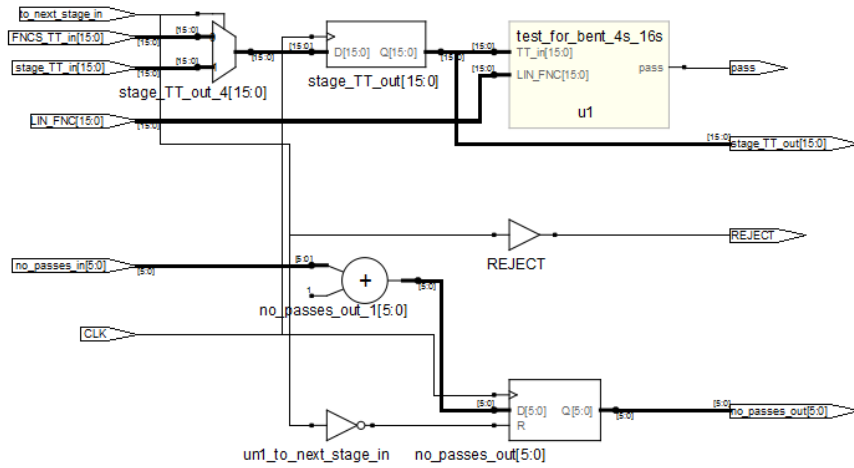 to_next_stage_in
FNCS_TT_in[15:0]
[15:0]
stage_TT_in[15:0]
[15:0]
[15:0]
stage_TT_out_4[15:0]
[15:0]
D[15:0] Q[15:0]
[15:0]
stage_TT_out[15:0]
test_for_bent_4s_16s
[15:0]
TT_in[15:0]
[15:0]
LIN_FNC[15:0]
pass
u1
pass
LIN_FNC[15:0]
[15:0]
[15:0]
stage_TT_out[15:0]
REJECT
REJECT
no_passes_in[5:0]
[5:0]
[5:0]
+
1
[5:0]
no_passes_out_1[5:0]
CLK
un1_to_next_stage_in
[5:0]
D[5:0] Q[5:0]
R
[5:0]
no_passes_out[5:0]
[5:0]
no_passes_out[5:0]